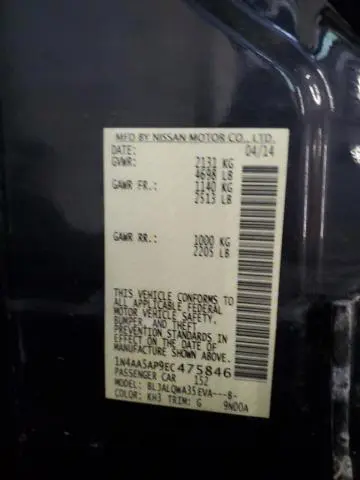 MFD BY NISSAN MOTOR CO., LTD.
DATE: 04/14
GVWR: 2131 KG
4698 LB
GAWR FR.: 1140 KG
2513 LB
GAWR RR.: 1000 KG
2205 LB
THIS VEHICLE CONFORMS TO
ALL APPLICABLE FEDERAL
MOTOR VEHICLE SAFETY,
BUMPER, AND THEFT
PREVENTION STANDARDS IN
EFFECT ON THE DATE OF
MANUFACTURE SHOWN ABOVE.
1N4AA5AP9EC475846
PASSENGER CAR 152
MODEL: BL3ALQWA35EVA---B-
COLOR: KH3 TRIM: G 9N00A